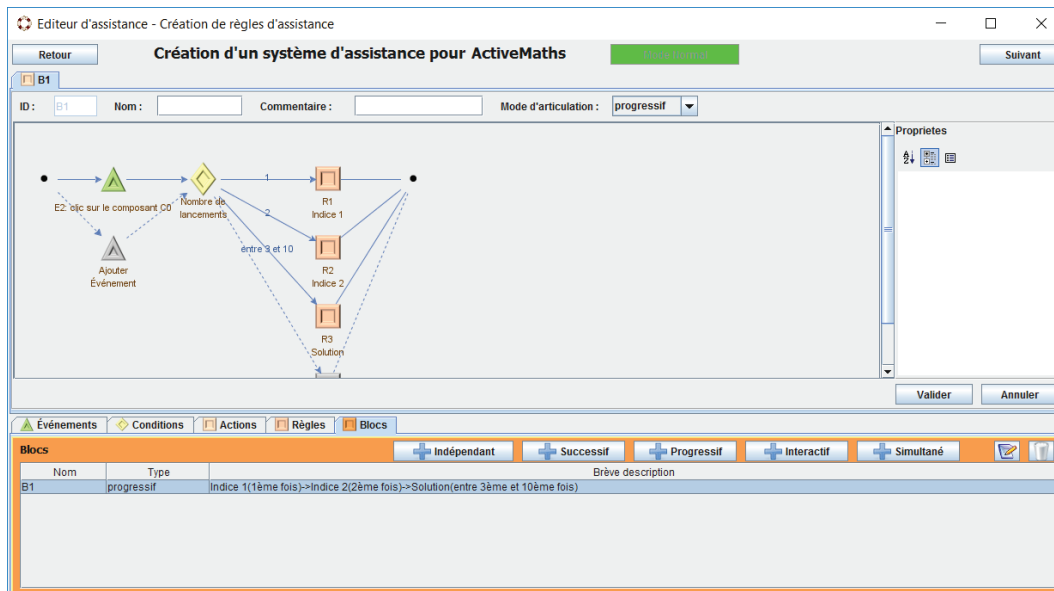 Editeur d'assistance - Création de règles d'assistance
Retour
Création d'un système d'assistance pour ActiveMaths
Suivant
B1
ID :
B1
Nom :
Commentaire :
Mode d'articulation :
progressif
Proprietes
E2: clic sur le composant C0
Nombre de
lancements
1
2
entre 3 et 10
R1
Indice 1
R2
Indice 2
R3
Solution
Ajouter
Événement
Valider
Annuler
Événements
Conditions
Actions
Règles
Blocs
Blocs
Indépendant
Successif
Progressif
Interactif
Simultané
Nom
Type
Brève description
B1
progressif
Indice 1(1ème fois)->Indice 2(2ème fois)->Solution(entre 3ème et 10ème fois)